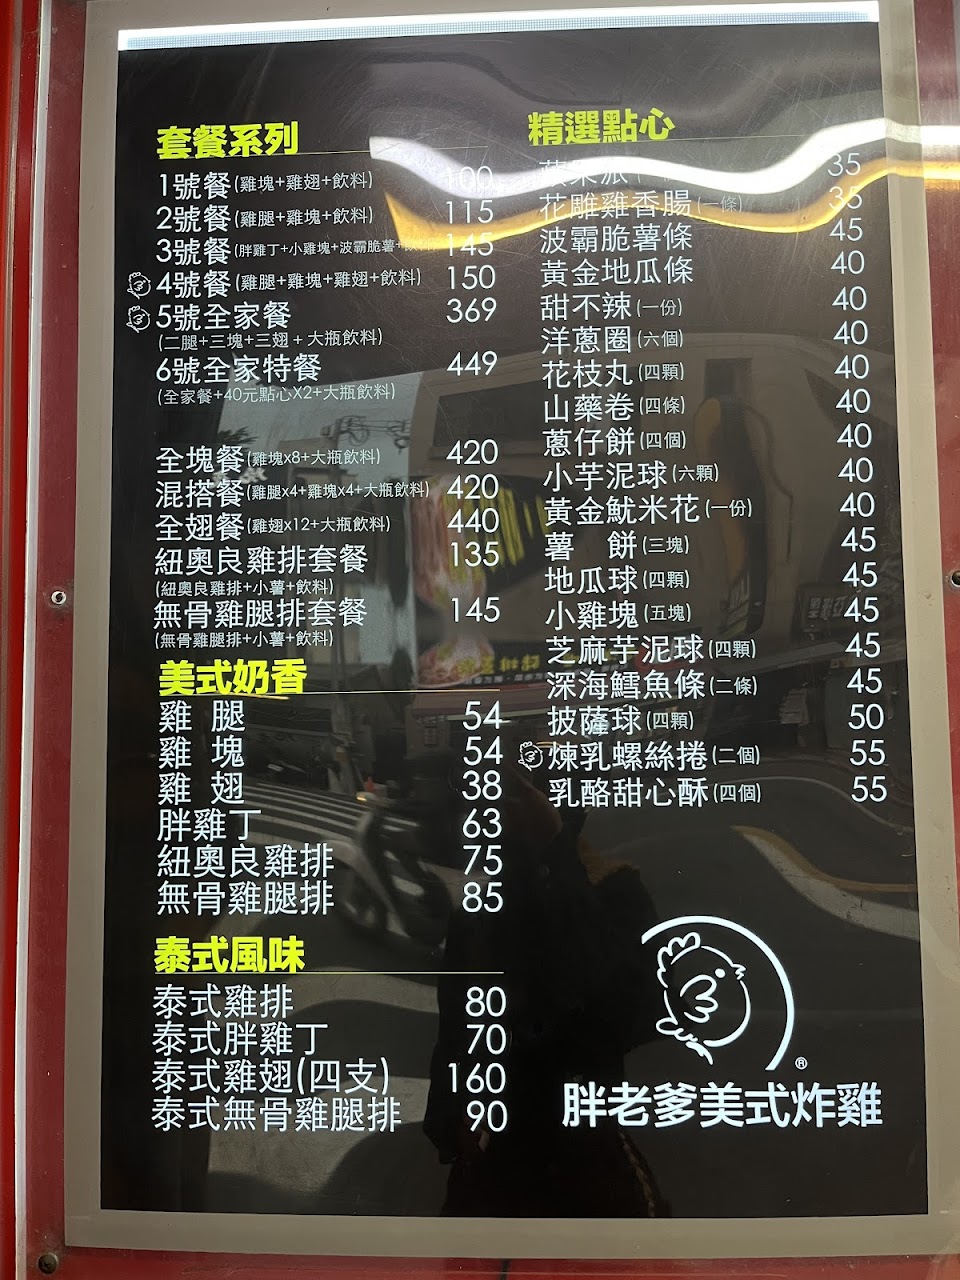 套餐系列
1號餐(雞塊+雞翅+飲料) 100
2號餐(雞腿+雞塊+飲料) 115
3號餐(胖雞丁+小雞塊+波霸脆薯+飲料) 145
4號餐(雞腿+雞塊+雞翅+飲料) 150
5號全家餐 369
(二腿+三塊+三翅+大瓶飲料)
6號全家特餐 449
(全家餐+40元點心X2+大瓶飲料)
全塊餐(雞塊x8+大瓶飲料) 420
混搭餐(雞腿x4+雞塊x4+大瓶飲料) 420
全翅餐(雞翅x12+大瓶飲料) 440
紐奧良雞排套餐 135
(紐奧良雞排+小薯+飲料)
無骨雞腿排套餐 145
(無骨雞腿排+小薯+飲料)
美式奶香
雞 腿 54
雞 塊 54
雞 翅 38
胖雞丁 63
紐奧良雞排 75
無骨雞腿排 85
泰式風味
泰式雞排 80
泰式胖雞丁 70
泰式雞翅(四支) 160
泰式無骨雞腿排 90
精選點心
蘋果派 35
花雕雞香腸(一條) 35
波霸脆薯條 45
黃金地瓜條 40
甜不辣(一份) 40
洋蔥圈(六個) 40
花枝丸(四顆) 40
山藥卷(四條) 40
蔥仔餅(四個) 40
小芋泥球(六顆) 40
黃金魷米花(一份) 40
薯 餅(三塊) 45
地瓜球(四顆) 45
小雞塊(五塊) 45
芝麻芋泥球(四顆) 45
深海鱈魚條(二條) 45
披薩球(四顆) 50
煉乳螺絲捲(二個) 55
乳酪甜心酥(四個) 55
®
胖老爹美式炸雞